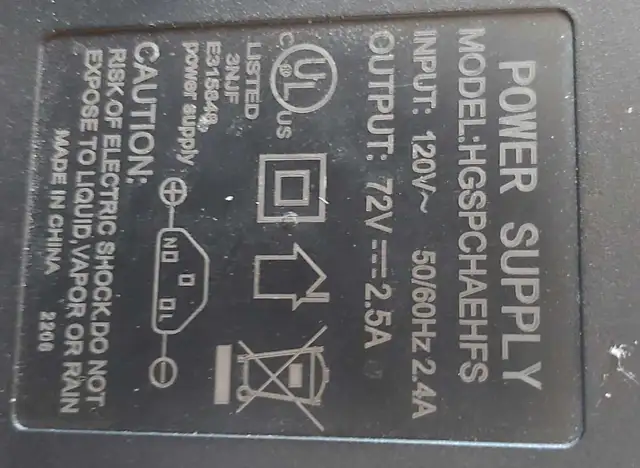 POWER SUPPLY
MODEL:HGSPCHAEHFS
INPUT: 120V~ 50/60Hz 2.4A
OUTPUT: 72V⎓2.5A
C UL US
LISTED
3NJF
E315648
power supply
N L
CAUTION:
RISK OF ELECTRIC SHOCK.DO NOT
EXPOSE TO LIQUID,VAPOR OR RAIN
MADE IN CHINA 2208